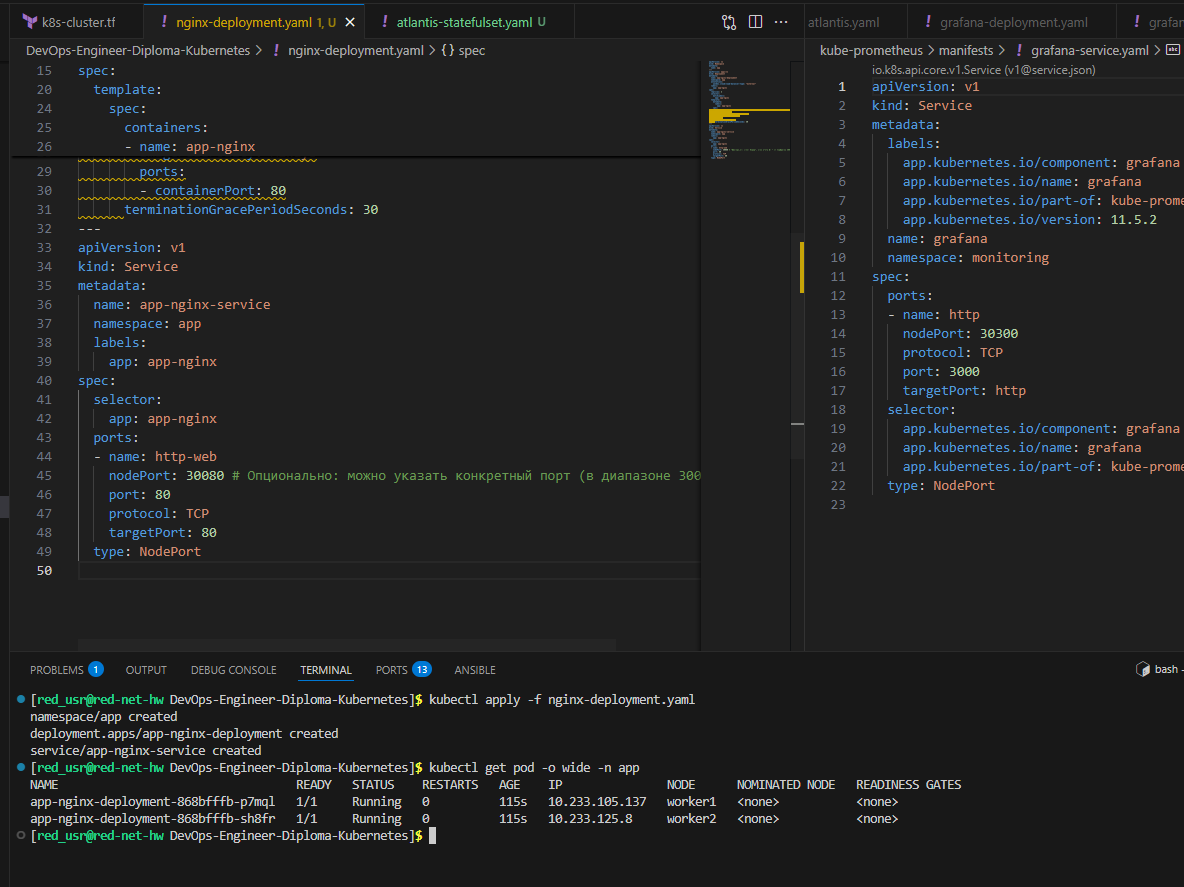 k8s-cluster.tf
! nginx-deployment.yaml 1, U
! atlantis-statefulset.yaml U
atlantis.yaml
! grafana-deployment.yaml
! grafan
DevOps-Engineer-Diploma-Kubernetes > ! nginx-deployment.yaml > {} spec
15 spec:
20 template:
24 spec:
25 containers:
26 - name: app-nginx
29 ports:
30 - containerPort: 80
31 terminationGracePeriodSeconds: 30
32 ---
33 apiVersion: v1
34 kind: Service
35 metadata:
36 name: app-nginx-service
37 namespace: app
38 labels:
39 app: app-nginx
40 spec:
41 selector:
42 app: app-nginx
43 ports:
44 - name: http-web
45 nodePort: 30080 # Опционально: можно указать конкретный порт (в диапазоне 300
46 port: 80
47 protocol: TCP
48 targetPort: 80
49 type: NodePort
50
kube-prometheus > manifests > ! grafana-service.yaml >
io.k8s.api.core.v1.Service (v1@service.json)
1 apiVersion: v1
2 kind: Service
3 metadata:
4 labels:
5 app.kubernetes.io/component: grafana
6 app.kubernetes.io/name: grafana
7 app.kubernetes.io/part-of: kube-prome
8 app.kubernetes.io/version: 11.5.2
9 name: grafana
10 namespace: monitoring
11 spec:
12 ports:
13 - name: http
14 nodePort: 30300
15 protocol: TCP
16 port: 3000
17 targetPort: http
18 selector:
19 app.kubernetes.io/component: grafana
20 app.kubernetes.io/name: grafana
21 app.kubernetes.io/part-of: kube-prome
22 type: NodePort
23
PROBLEMS 1 OUTPUT DEBUG CONSOLE TERMINAL PORTS 13 ANSIBLE
bash -
[red_usr@red-net-hw DevOps-Engineer-Diploma-Kubernetes]$ kubectl apply -f nginx-deployment.yaml
namespace/app created
deployment.apps/app-nginx-deployment created
service/app-nginx-service created
[red_usr@red-net-hw DevOps-Engineer-Diploma-Kubernetes]$ kubectl get pod -o wide -n app
NAME READY STATUS RESTARTS AGE IP NODE NOMINATED NODE READINESS GATES
app-nginx-deployment-868bfffb-p7mql 1/1 Running 0 115s 10.233.105.137 worker1 <none> <none>
app-nginx-deployment-868bfffb-sh8fr 1/1 Running 0 115s 10.233.125.8 worker2 <none> <none>
[red_usr@red-net-hw DevOps-Engineer-Diploma-Kubernetes]$